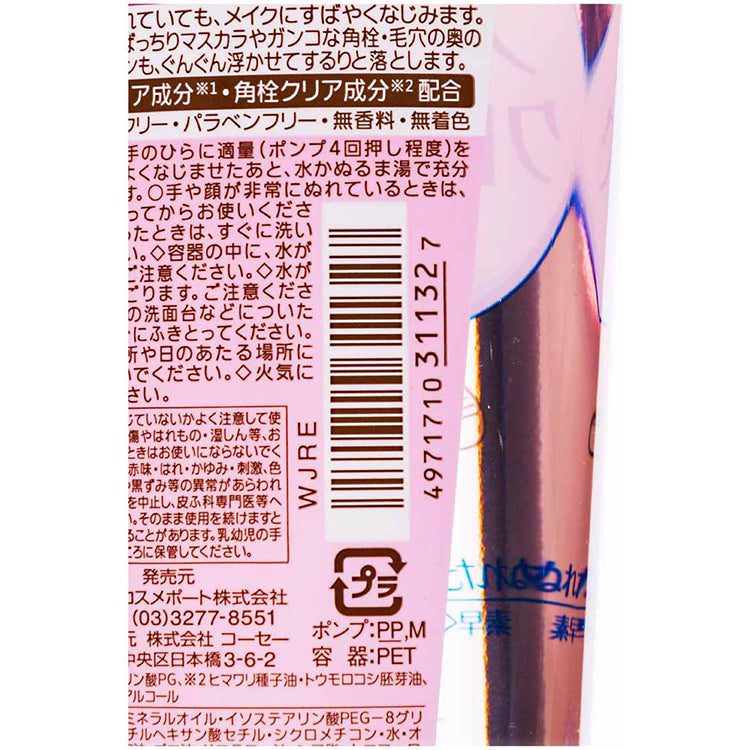 れていても、メイクにすばやくなじみます。
ばっちりマスカラやガンコな角栓・毛穴の奥の
も、ぐんぐん浮かせてするりと落とします。
ア成分※1・角栓クリア成分※2 配合
フリー・パラベンフリー・無香料・無着色
手のひらに適量(ポンプ4回押し程度)を
よくなじませたあと、水かぬるま湯で充分
す。○手や顔が非常にぬれているときは、
ってからお使いくださ
ったときは、すぐに洗い
い。◇容器の中に、水が
ご注意ください。◇水が
ごります。ご注意くださ
の洗面台などについた
にふきとってください。
所や日のあたる場所に
いでください。◇火気に
さい。
じていないかよく注意して使
傷やはれもの・湿しん等、お
ときはお使いにならないでく
赤味・はれ・かゆみ・刺激、色
や黒ずみ等の異常があらわれ
を中止し、皮ふ科専門医等へ
い。そのまま使用を続けますと
ることがあります。乳幼児の手
ころに保管してください。
WJRE
4971710 311327
発売元
コスメポート株式会社
(03)3277-8551
元 株式会社 コーセー
中央区日本橋3-6-2
プラ
ポンプ:PP,M
容 器:PET
リン酸PG、※2ヒマワリ種子油・トウモロコシ胚芽油、
アルコール
ミネラルオイル・イソステアリン酸PEG-8グリ
チルヘキサン酸セチル・シクロメチコン・水・オ